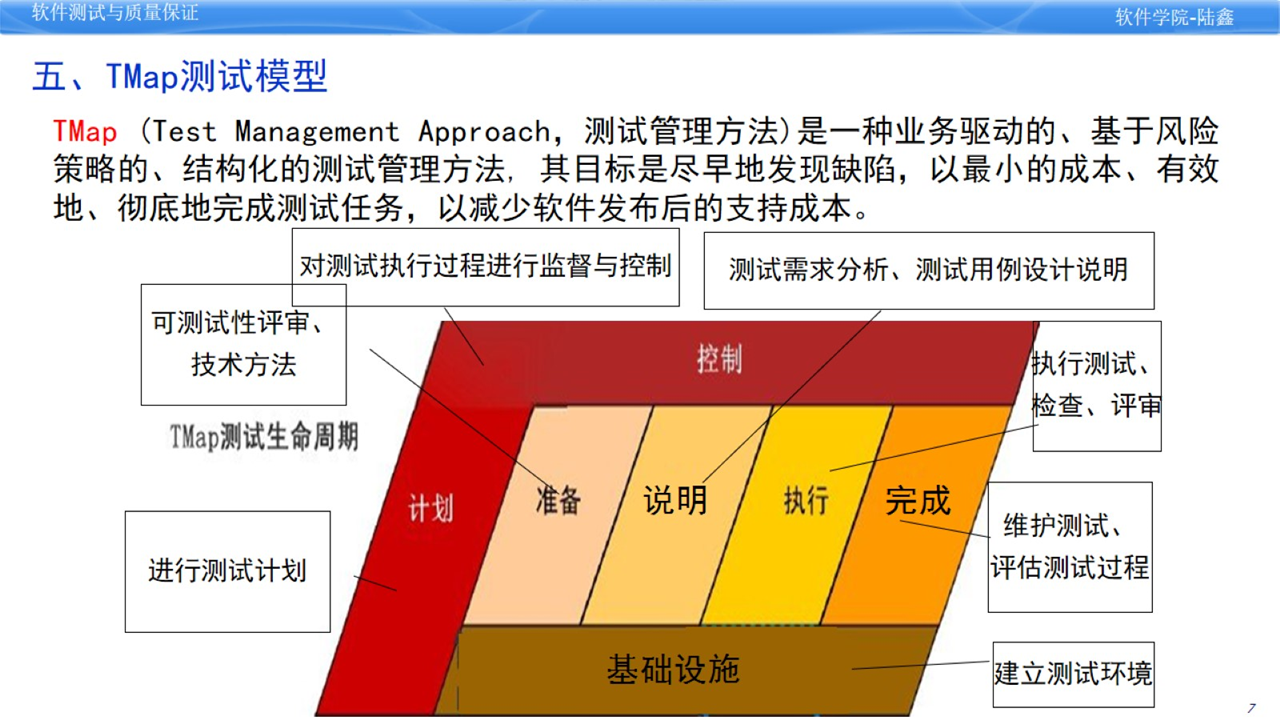 软件测试与质量保证
软件学院-陆鑫
五、TMap测试模型
TMap (Test Management Approach，测试管理方法)是一种业务驱动的、基于风险
策略的、结构化的测试管理方法，其目标是尽早地发现缺陷，以最小的成本、有效
地、彻底地完成测试任务，以减少软件发布后的支持成本。
对测试执行过程进行监督与控制
测试需求分析、测试用例设计说明
可测试性评审、
技术方法
控制
执行测试、
检查、评审
TMap测试生命周期
计划
准备
说明
执行
完成
维护测试、
评估测试过程
进行测试计划
基础设施
建立测试环境
7